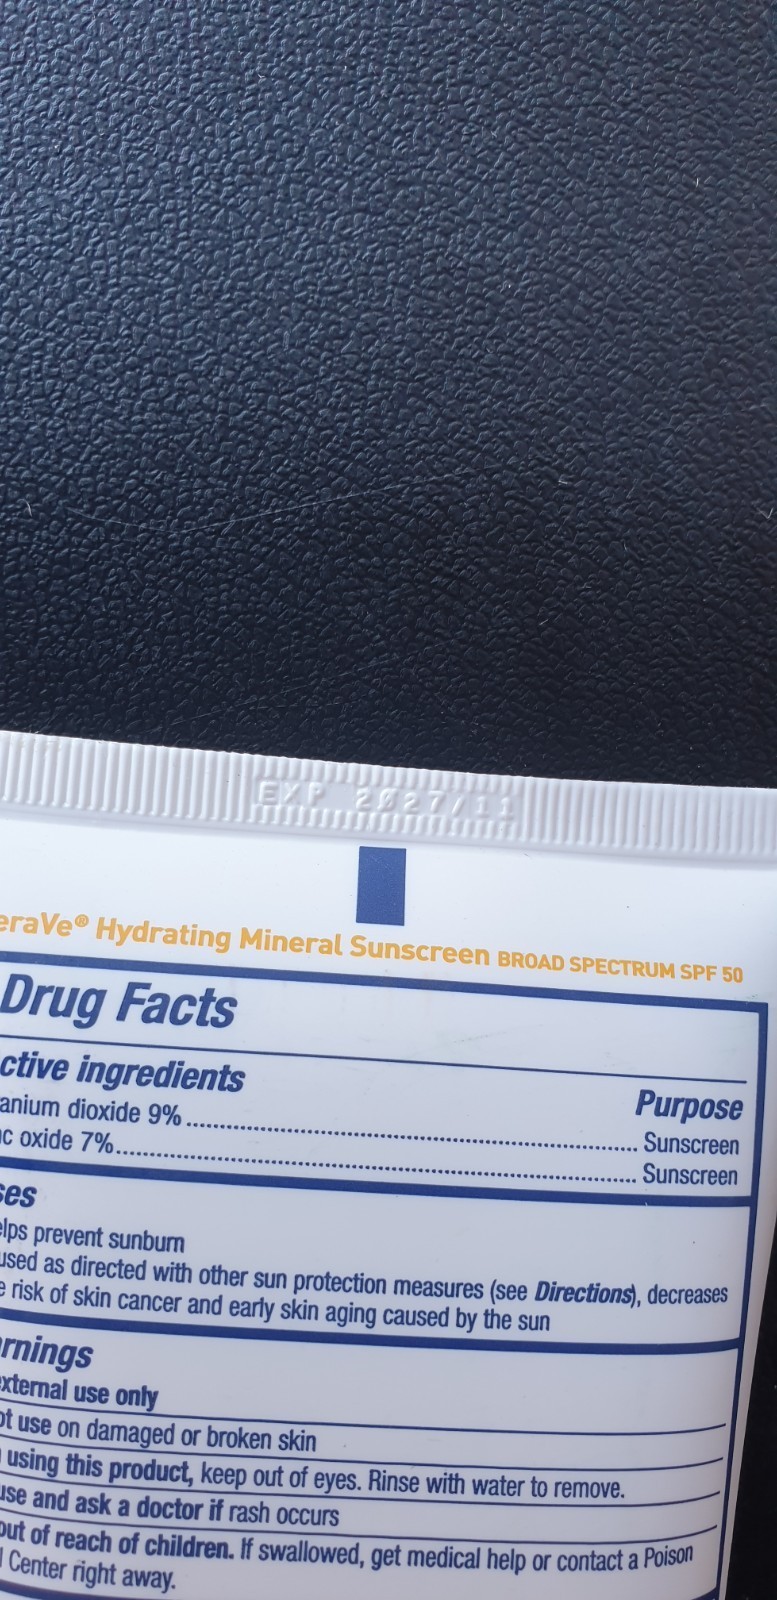 EXP 2027/11
eraVe® Hydrating Mineral Sunscreen BROAD SPECTRUM SPF 50
Drug Facts
ctive ingredients
Purpose
anium dioxide 9% ........................ Sunscreen
c oxide 7% ........................ Sunscreen
ses
elps prevent sunburn
used as directed with other sun protection measures (see Directions), decreases
e risk of skin cancer and early skin aging caused by the sun
rnings
xternal use only
ot use on damaged or broken skin
using this product, keep out of eyes. Rinse with water to remove.
use and ask a doctor if rash occurs
out of reach of children. If swallowed, get medical help or contact a Poison
l Center right away.